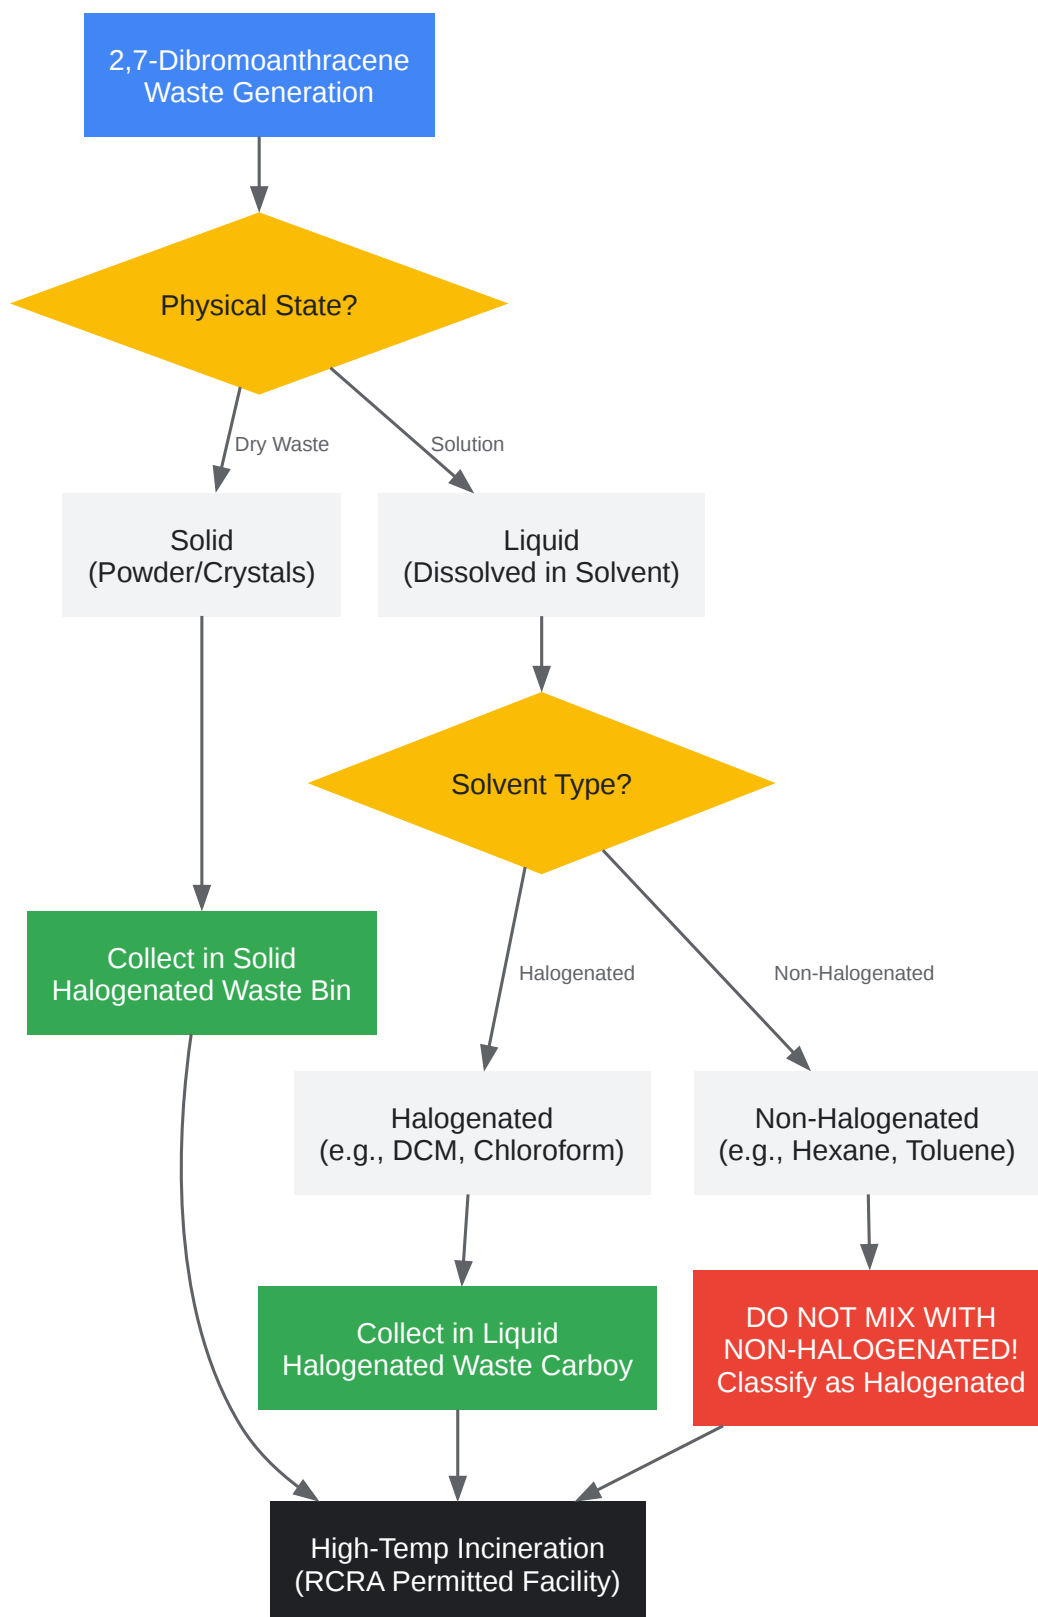 2,7-Dibromoanthracene
Waste Generation
Physical State?
Dry Waste
Solution
Solid
(Powder/Crystals)
Liquid
(Dissolved in Solvent)
Solvent Type?
Collect in Solid
Halogenated Waste Bin
Halogenated
Non-Halogenated
Halogenated
(e.g., DCM, Chloroform)
Non-Halogenated
(e.g., Hexane, Toluene)
Collect in Liquid
Halogenated Waste Carboy
DO NOT MIX WITH
NON-HALOGENATED!
Classify as Halogenated
High-Temp Incineration
(RCRA Permitted Facility)